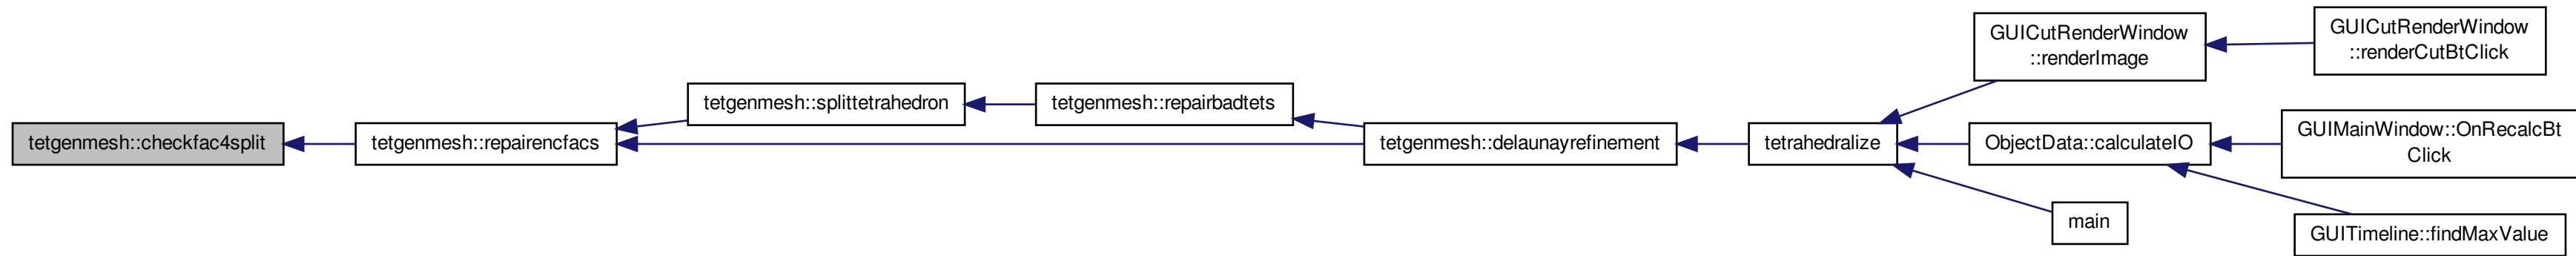 tetgenmesh::checkfac4split
tetgenmesh::repairencfacs
tetgenmesh::splittetrahedron
tetgenmesh::repairbadtets
tetgenmesh::delaunayrefinement
tetrahedralize
GUICutRenderWindow
::renderImage
GUICutRenderWindow
::renderCutBtClick
ObjectData::calculateIO
GUIMainWindow::OnRecalcBt
Click
main
GUITimeline::findMaxValue